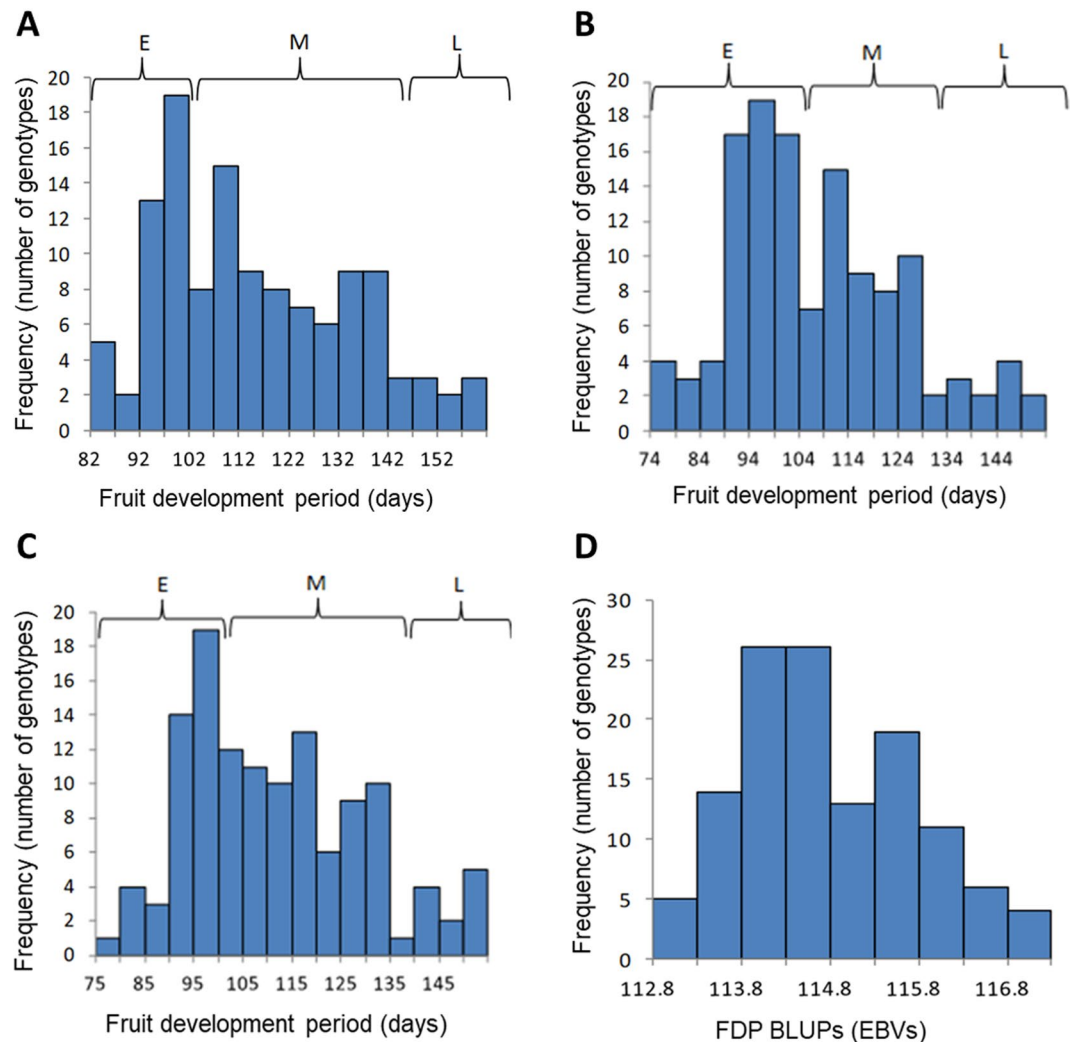 A
E M L
Frequency (number of genotypes)
20
18
16
14
12
10
8
6
4
2
0
82 92 102 112 122 132 142 152
Fruit development period (days)
B
E M L
Frequency (number of genotypes)
20
18
16
14
12
10
8
6
4
2
0
74 84 94 104 114 124 134 144
Fruit development period (days)
C
E M L
Frequency (number of genotypes)
20
18
16
14
12
10
8
6
4
2
0
75 85 95 105 115 125 135 145
Fruit development period (days)
D
Frequency (number of genotypes)
30
25
20
15
10
5
0
112.8 113.8 114.8 115.8 116.8
FDP BLUPs (EBVs)